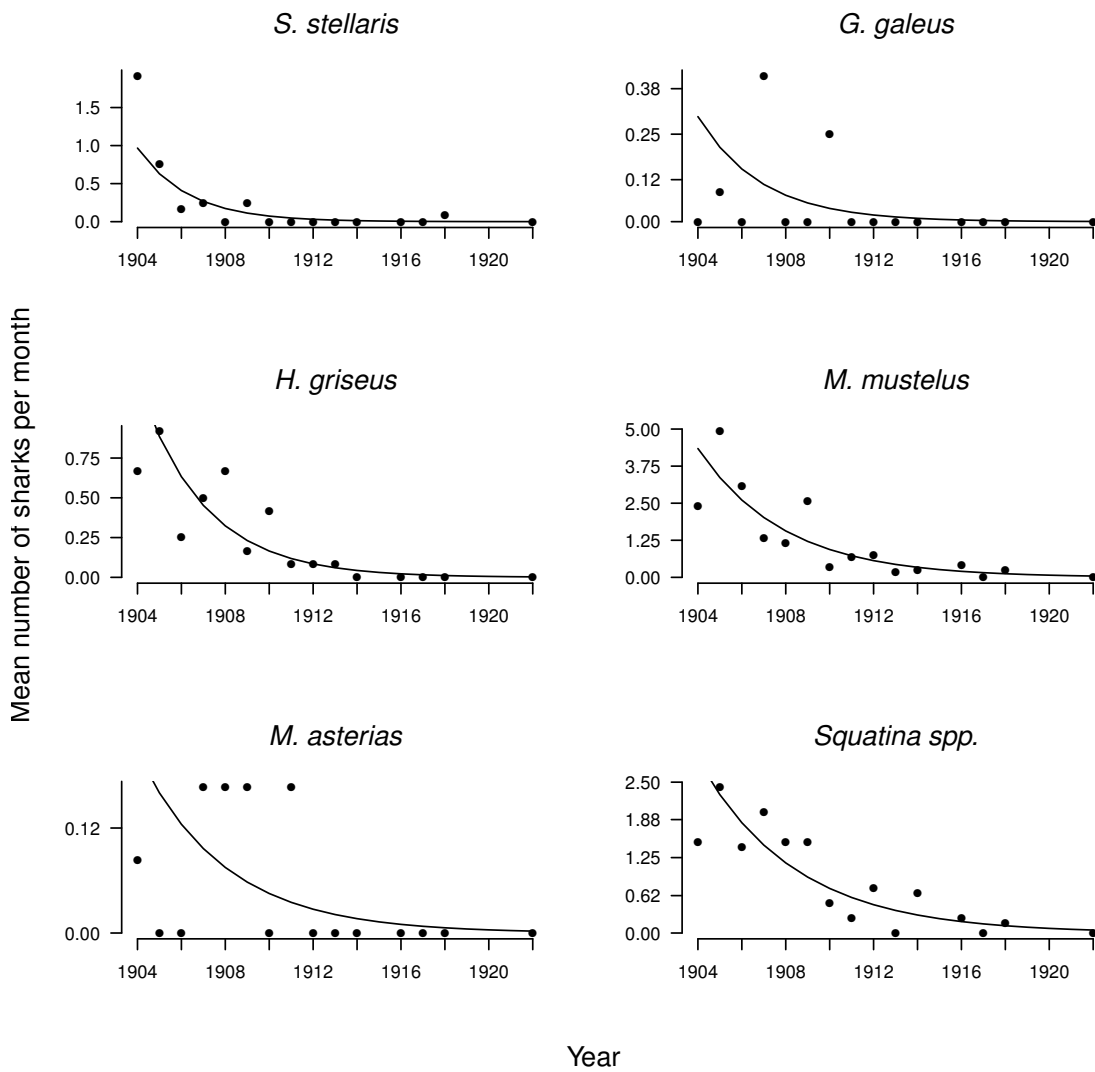 S. stellaris
1.5
1.0
0.5
0.0
1904 1908 1912 1916 1920
G. galeus
0.38
0.25
0.12
0.00
1904 1908 1912 1916 1920
Mean number of sharks per month
H. griseus
0.75
0.50
0.25
0.00
1904 1908 1912 1916 1920
M. mustelus
5.00
3.75
2.50
1.25
0.00
1904 1908 1912 1916 1920
M. asterias
0.12
0.00
1904 1908 1912 1916 1920
Squatina spp.
2.50
1.88
1.25
0.62
0.00
1904 1908 1912 1916 1920
Year